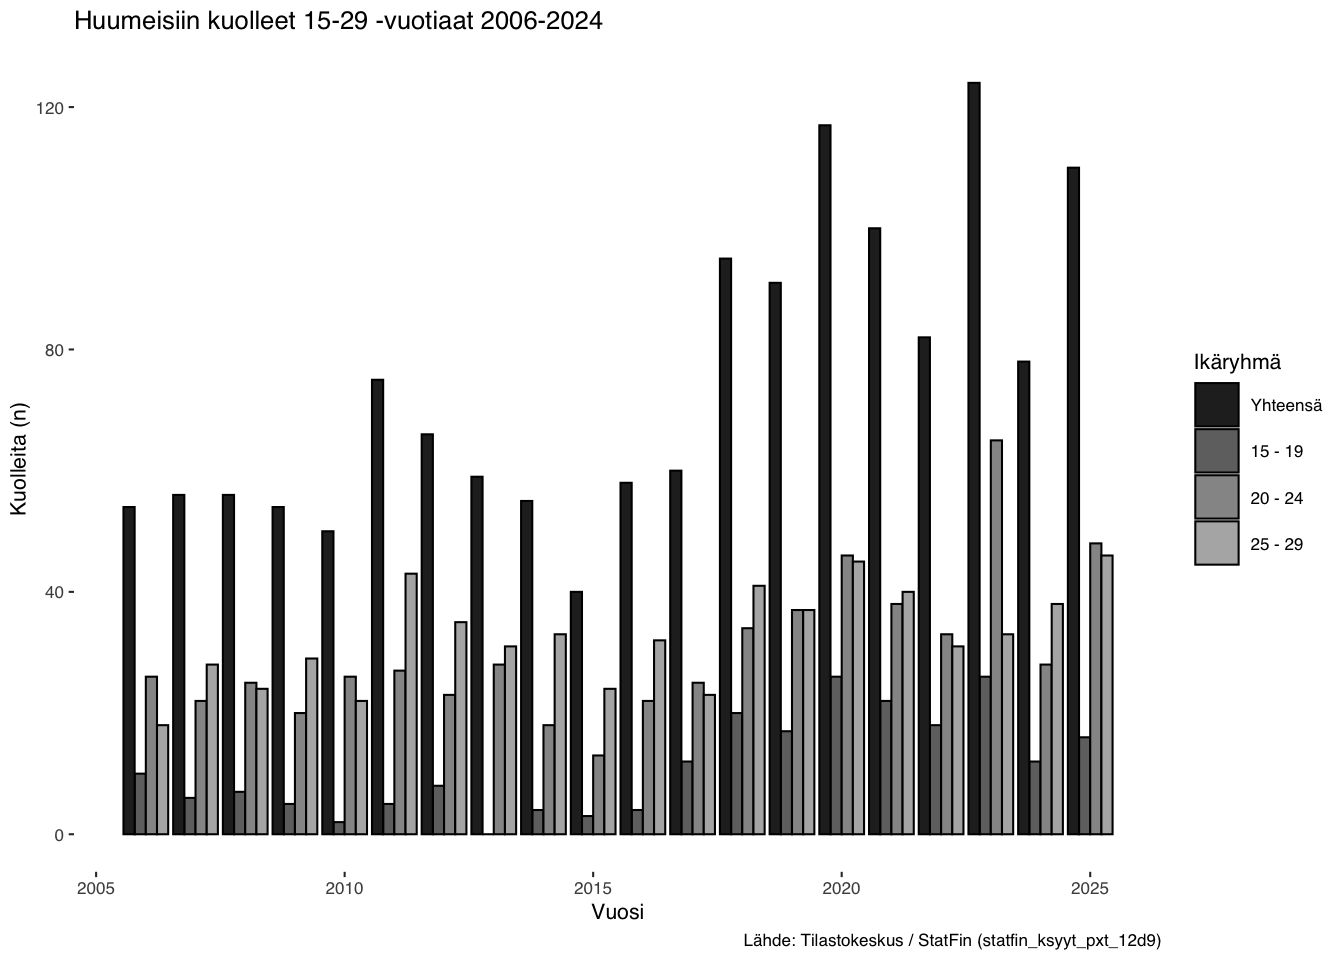 Huumeisiin kuolleet 15-29 -vuotiaat 2006-2024
Kuolleita (n)
120
80
40
0
2005 2010 2015 2020 2025
Vuosi
Ikäryhmä
Yhteensä
15 - 19
20 - 24
25 - 29
Lähde: Tilastokeskus / StatFin (statfin_ksyyt_pxt_12d9)